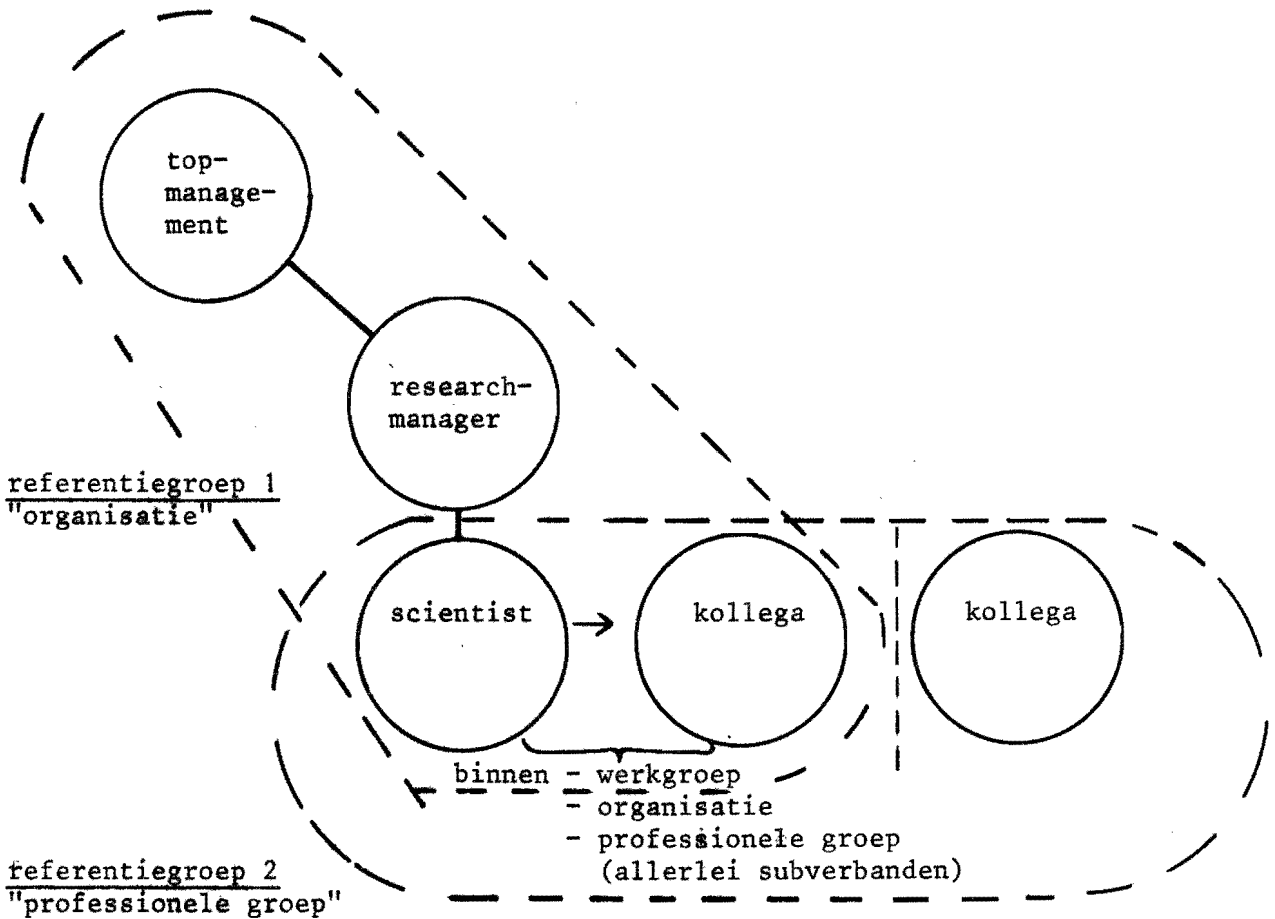 top-
manage-
ment
research-
manager
referentiegroep 1
"organisatie"
scientist
kollega
kollega
binnen - werkgroep
- organisatie
- professionele groep
(allerlei subverbanden)
referentiegroep 2
"professionele groep"